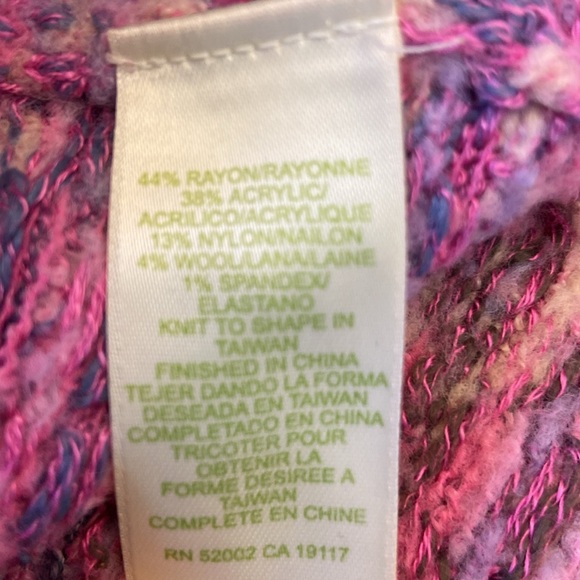 44% RAYON/RAYONNE
38% ACRYLIC/
ACRILICO/ACRYLIQUE
13% NYLON/NAILON
4% WOOL/LANA/LAINE
1% SPANDEX/
ELASTANO
KNIT TO SHAPE IN
TAIWAN
FINISHED IN CHINA
TEJER DANDO LA FORMA
DESEADA EN TAIWAN
COMPLETADO EN CHINA
TRICOTER POUR
OBTENIR LA
FORME DESIREE A
TAIWAN
COMPLETE EN CHINE
RN 52002 CA 19117